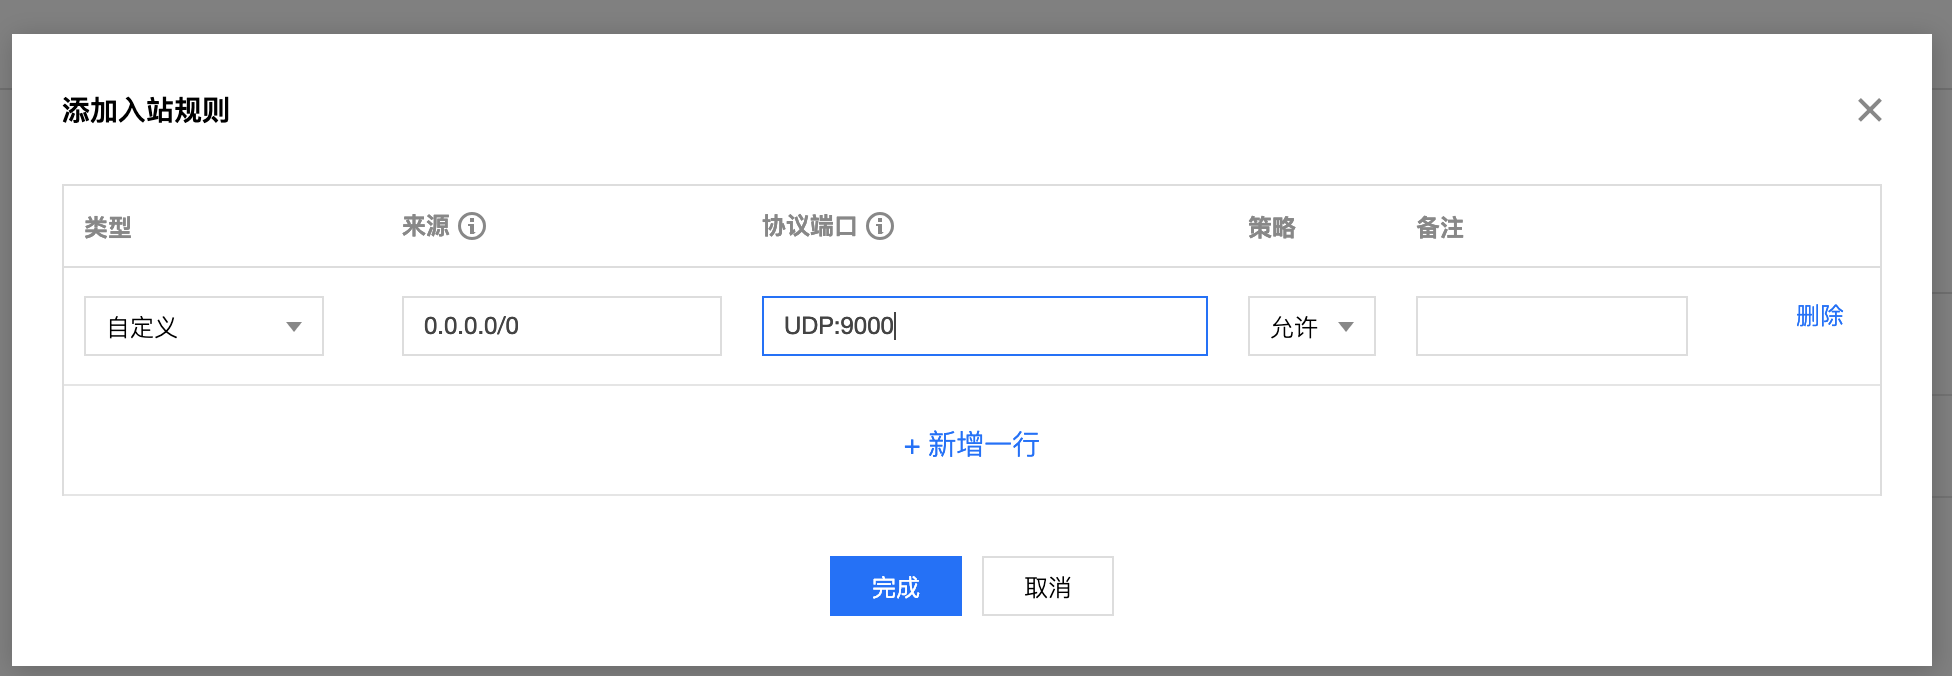 添加入站规则
类型 来源 协议端口 策略 备注
自定义 0.0.0.0/0 UDP:9000 允许 删除
+ 新增一行
完成 取消